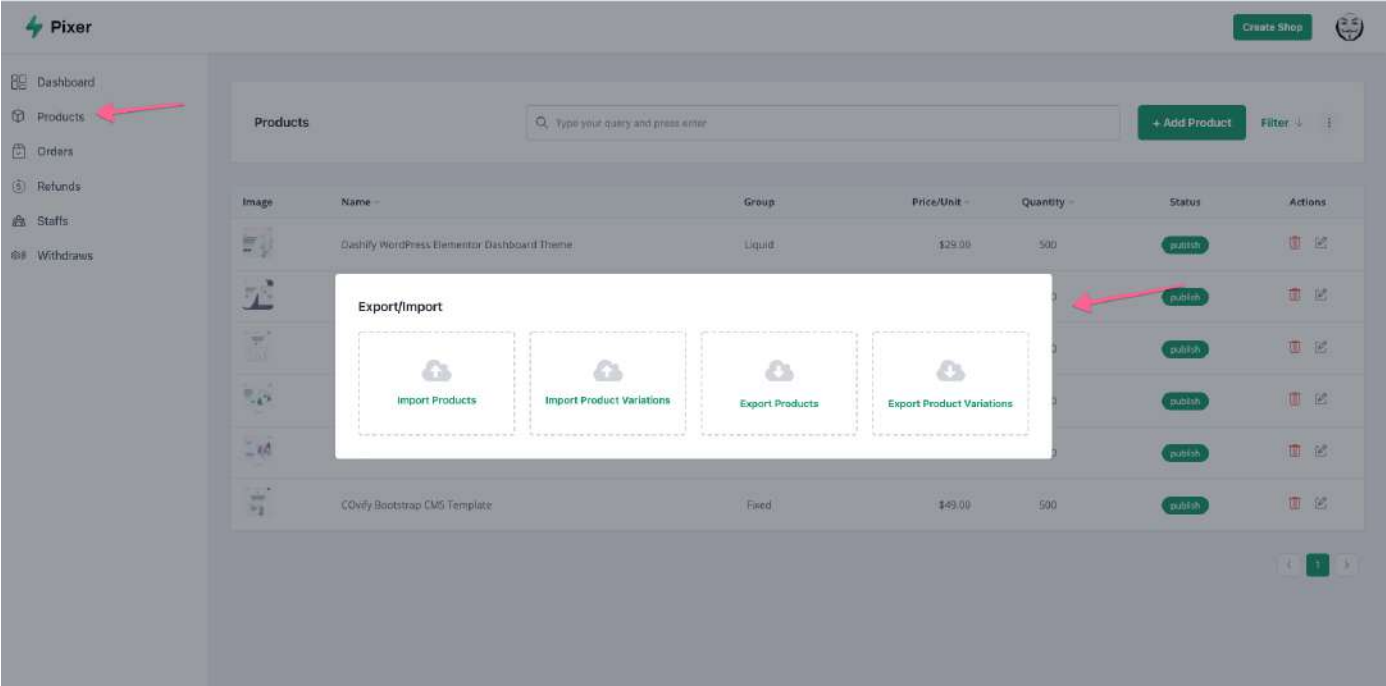 Pixer
Create Shop
Dashboard
Products
Orders
Refunds
Staffs
Withdraws
Products
Type your query and press enter
+ Add Product
Filter ↓
Image Name Group Price/Unit Quantity Status Actions
Dashify WordPress Elementor Dashboard Theme Liquid $29.00 500 publish
publish
publish
publish
publish
COvify Bootstrap CMS Template Fixed $49.00 500 publish
Export/Import
Import Products
Import Product Variations
Export Products
Export Product Variations
1